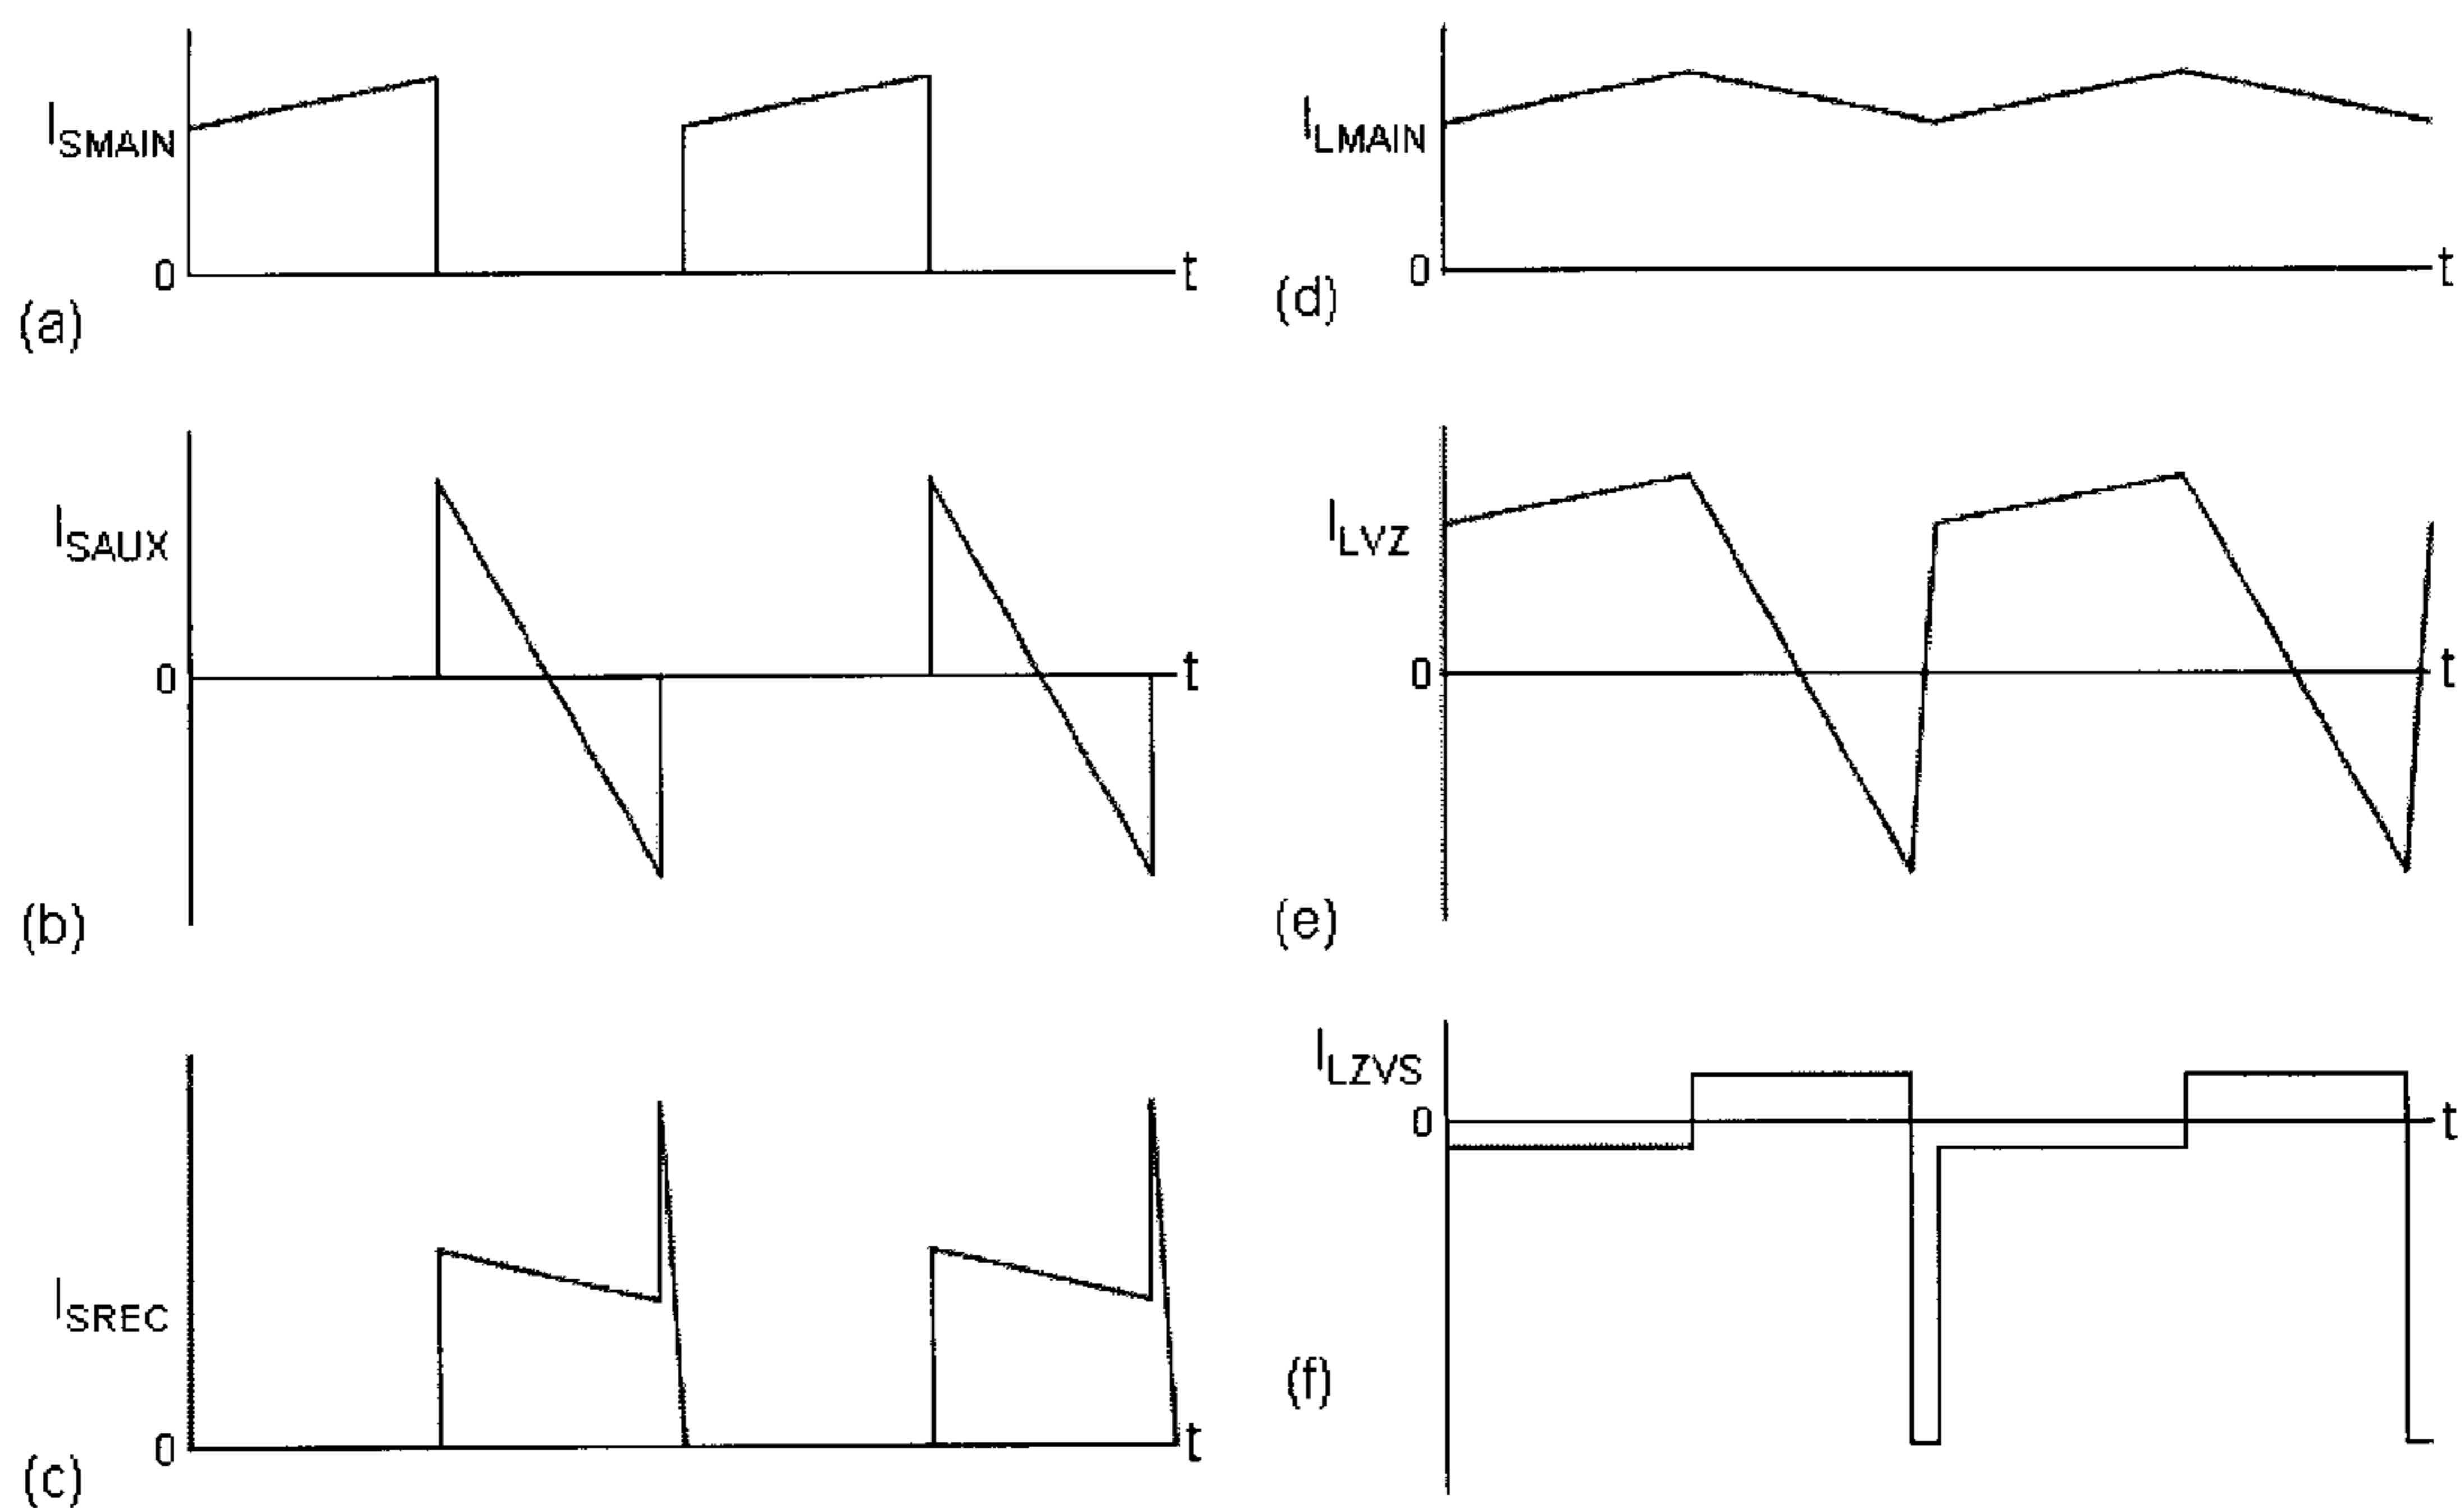 I_SMAIN
0
t
(a)
I_SAUX
0
t
(b)
I_SREC
0
t
(c)
I_LMAIN
0
t
(d)
I_LVZ
0
t
(e)
I_LZVS
0
t
(f)